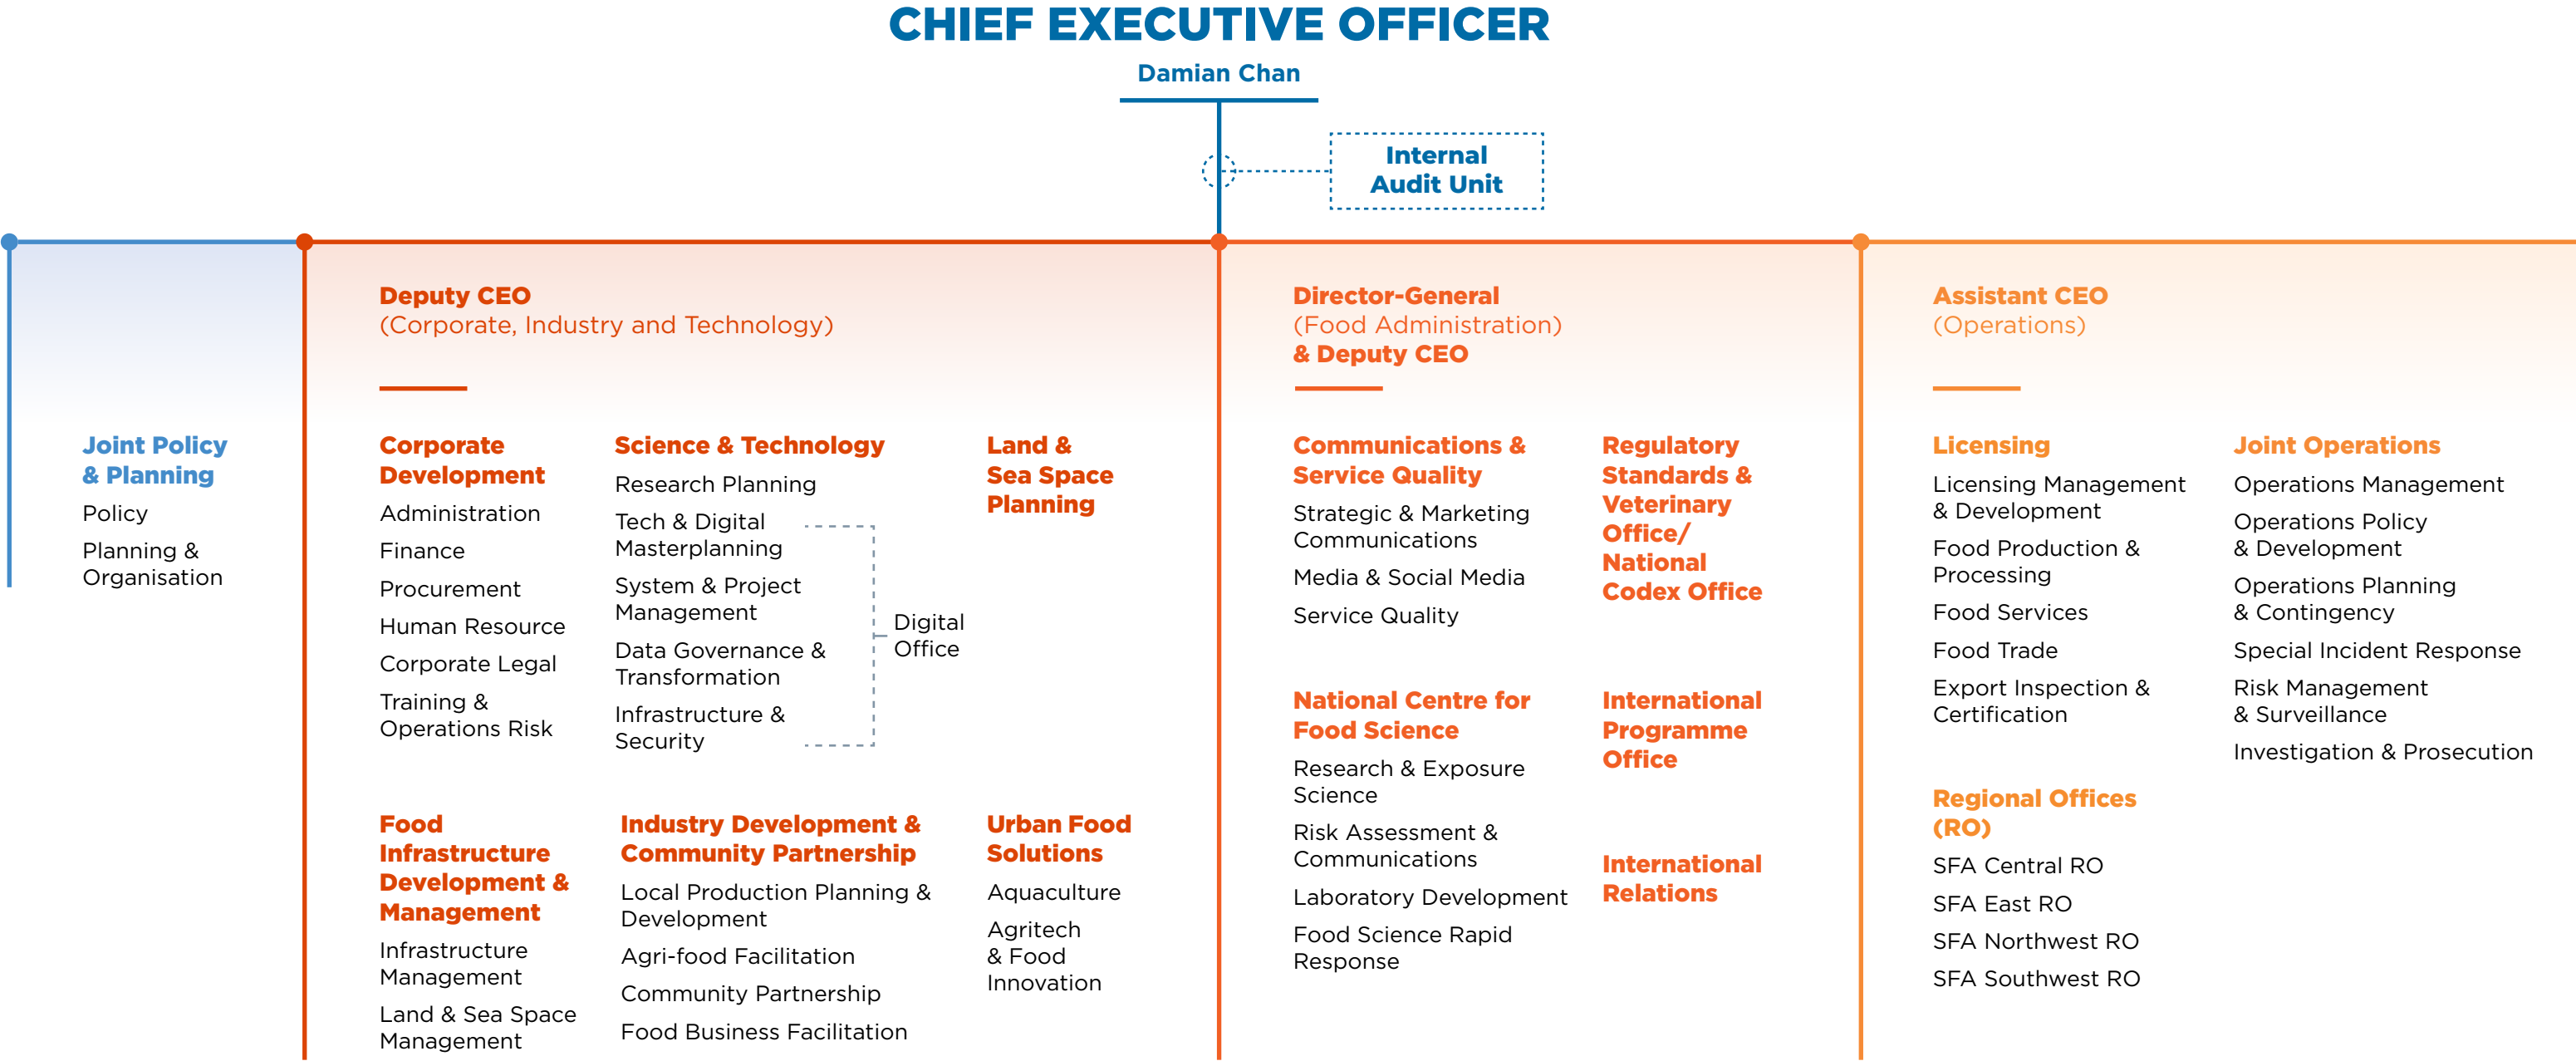 CHIEF EXECUTIVE OFFICER
Damian Chan
Internal
Audit Unit
Joint Policy
& Planning
Policy
Planning &
Organisation
Deputy CEO
(Corporate, Industry and Technology)
Corporate
Development
Administration
Finance
Procurement
Human Resource
Corporate Legal
Training &
Operations Risk
Science & Technology
Research Planning
Tech & Digital
Masterplanning
System & Project
Management
Data Governance &
Transformation
Infrastructure &
Security
Digital
Office
Land &
Sea Space
Planning
Food
Infrastructure
Development &
Management
Infrastructure
Management
Land & Sea Space
Management
Industry Development &
Community Partnership
Local Production Planning &
Development
Agri-food Facilitation
Community Partnership
Food Business Facilitation
Urban Food
Solutions
Aquaculture
Agritech
& Food
Innovation
Director-General
(Food Administration)
& Deputy CEO
Communications &
Service Quality
Strategic & Marketing
Communications
Media & Social Media
Service Quality
Regulatory
Standards &
Veterinary
Office/
National
Codex Office
National Centre for
Food Science
Research & Exposure
Science
Risk Assessment &
Communications
Laboratory Development
Food Science Rapid
Response
International
Programme
Office
International
Relations
Assistant CEO
(Operations)
Licensing
Licensing Management
& Development
Food Production &
Processing
Food Services
Food Trade
Export Inspection &
Certification
Joint Operations
Operations Management
Operations Policy
& Development
Operations Planning
& Contingency
Special Incident Response
Risk Management
& Surveillance
Investigation & Prosecution
Regional Offices
(RO)
SFA Central RO
SFA East RO
SFA Northwest RO
SFA Southwest RO